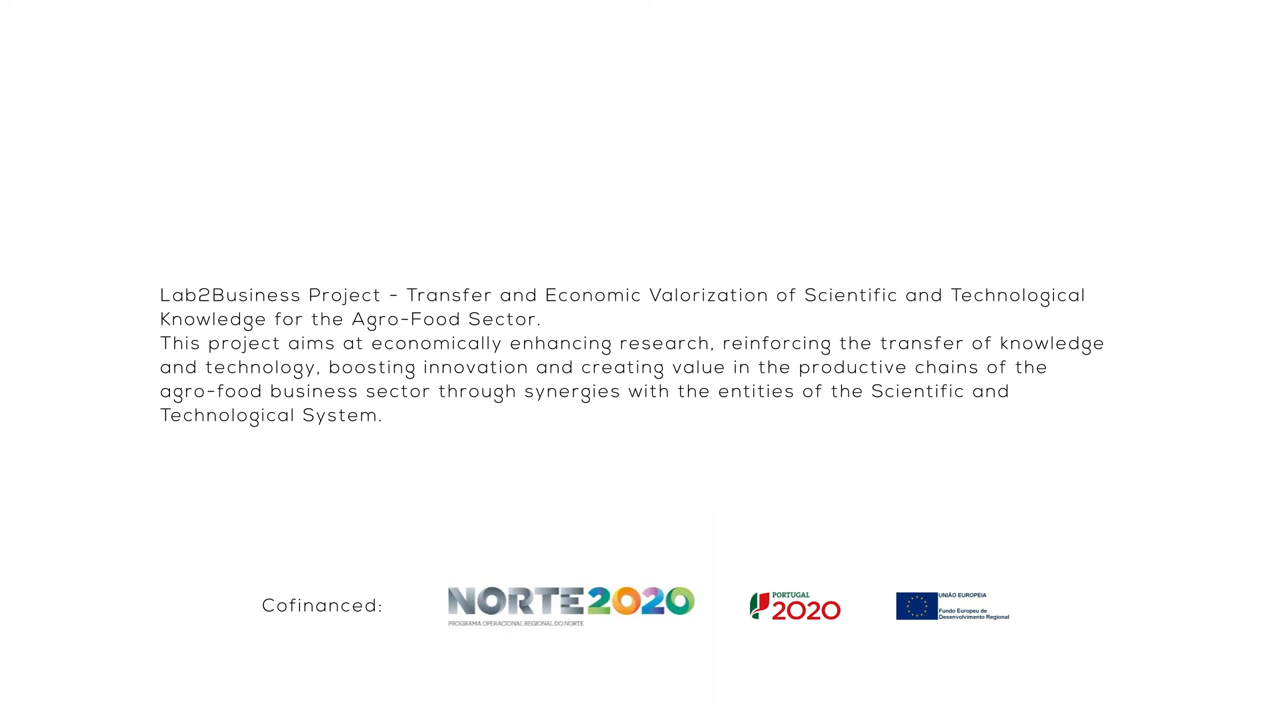 Lab2Business Project - Transfer and Economic Valorization of Scientific and Technological
Knowledge for the Agro-Food Sector.
This project aims at economically enhancing research, reinforcing the transfer of knowledge
and technology, boosting innovation and creating value in the productive chains of the
agro-food business sector through synergies with the entities of the Scientific and
Technological System.
Cofinanced:
NORTE2020
PROGRAMA OPERACIONAL REGIONAL DO NORTE
PORTUGAL
2020
UNIÃO EUROPEIA
Fundo Europeu de
Desenvolvimento Regional